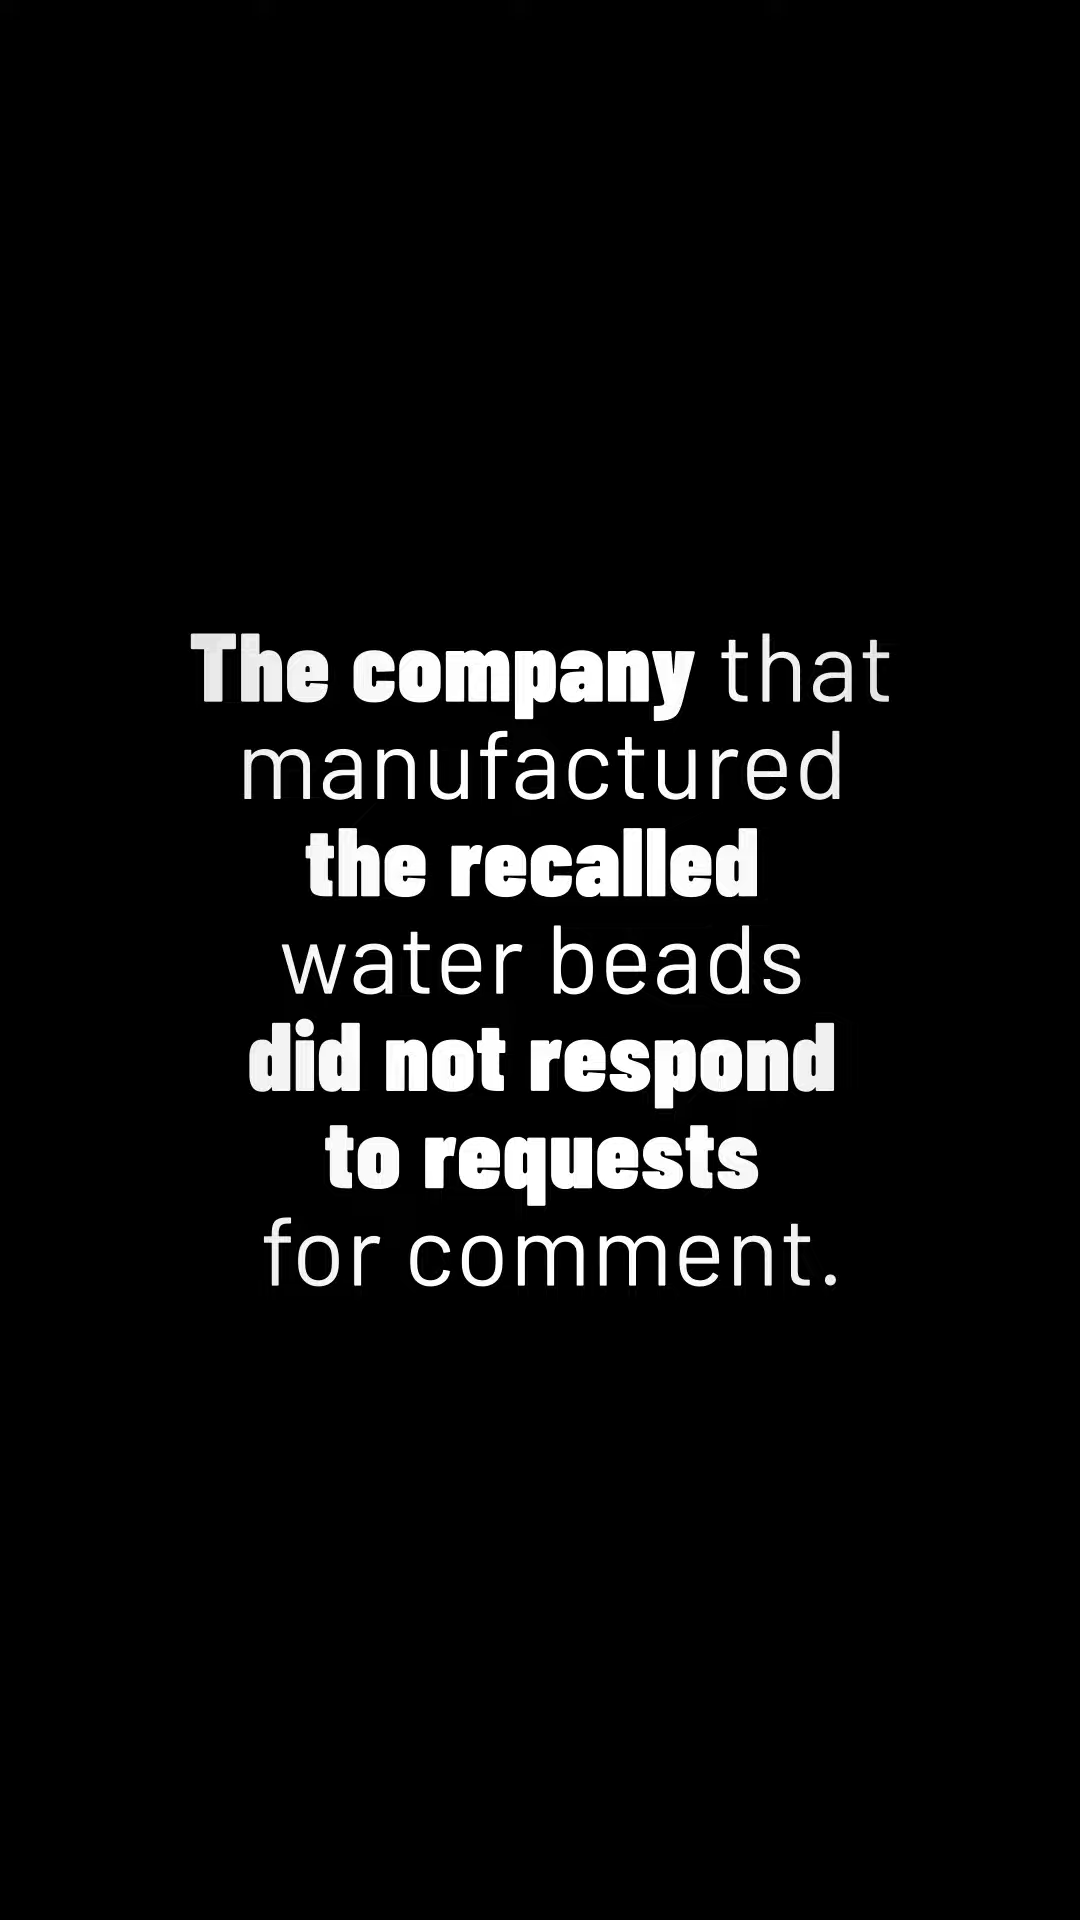 The company that
manufactured
the recalled
water beads
did not respond
to requests
for comment.